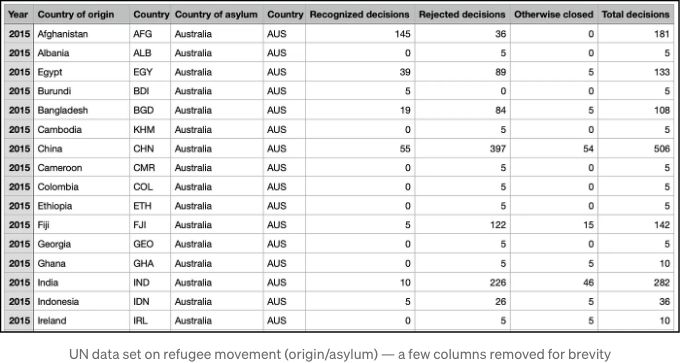 Year Country of origin Country Country of asylum Country Recognized decisions Rejected decisions Otherwise closed Total decisions
2015 Afghanistan AFG Australia AUS 145 36 0 181
2015 Albania ALB Australia AUS 0 5 0 5
2015 Egypt EGY Australia AUS 39 89 5 133
2015 Burundi BDI Australia AUS 5 0 0 5
2015 Bangladesh BGD Australia AUS 19 84 5 108
2015 Cambodia KHM Australia AUS 0 5 0 5
2015 China CHN Australia AUS 55 397 54 506
2015 Cameroon CMR Australia AUS 0 5 0 5
2015 Colombia COL Australia AUS 0 5 0 5
2015 Ethiopia ETH Australia AUS 0 5 0 5
2015 Fiji FJI Australia AUS 5 122 15 142
2015 Georgia GEO Australia AUS 0 5 0 5
2015 Ghana GHA Australia AUS 0 5 5 10
2015 India IND Australia AUS 10 226 46 282
2015 Indonesia IDN Australia AUS 5 26 5 36
2015 Ireland IRL Australia AUS 0 5 5 10
UN data set on refugee movement (origin/asylum) — a few columns removed for brevity